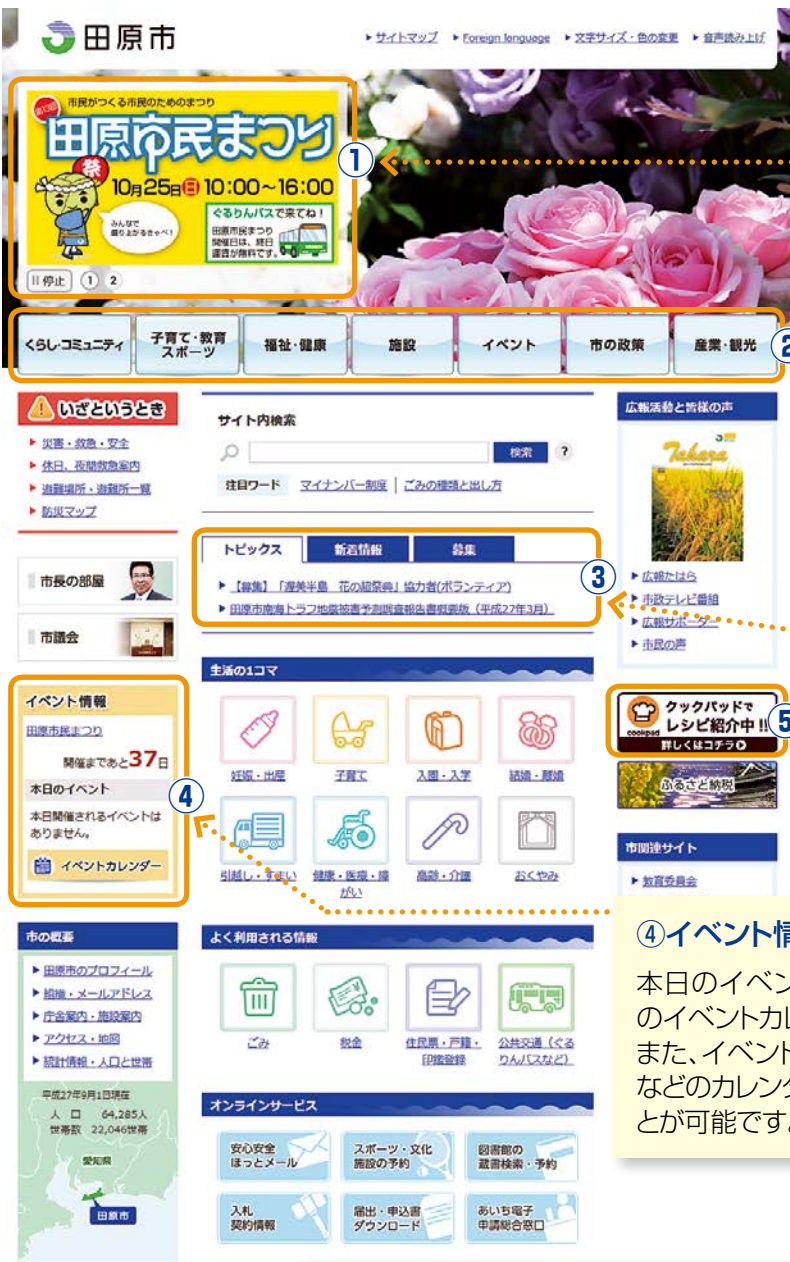 田原市
サイトマップ
Foreign language
文字サイズ・色の変更
音声読み上げ
市民がつくる市民のためのまつり
田原市民まつり
祭
10月25日日10:00～16:00
みんなで
盛り上がるきゃべ！
ぐるりんバスで来てね！
田原市民まつり
開催日は、終日
運賃が無料です。
停止 1 2
①
くらし・コミュニティ
子育て・教育
スポーツ
福祉・健康
施設
イベント
市の政策
産業・観光
②
いざというとき
災害・救急・安全
休日、夜間救急案内
避難場所・避難所一覧
防災マップ
市長の部屋
市議会
サイト内検索
検索 ?
注目ワード マイナンバー制度 | ごみの種類と出し方
トピックス 新着情報 募集
【募集】「渥美半島 花の超祭典」協力者(ボランティア)
田原市南海トラフ地震被害予測調査報告書概要版（平成27年3月）
③
広報活動と皆様の声
Tahara
広報たはら
市政テレビ番組
広報サポーター
市民の声
イベント情報
田原市民まつり
開催まであと37日
本日のイベント
本日開催されるイベントは
ありません。
イベントカレンダー
④
生活の1コマ
妊娠・出産
子育て
入園・入学
結婚・離婚
引越し・すまい
健康・医療・障
がい
高齢・介護
おくやみ
cookpad
クックパッドで
レシピ紹介中!!
詳しくはコチラ
⑤
ふるさと納税
市関連サイト
教育委員会
市の概要
田原市のプロフィール
組織・メールアドレス
庁舎案内・施設案内
アクセス・地図
統計情報・人口と世帯
平成27年9月1日現在
人 口 64,285人
世帯数 22,046世帯
愛知県
田原市
よく利用される情報
ごみ
税金
住民票・戸籍・
印鑑登録
公共交通（ぐる
りんバスなど）
オンラインサービス
安心安全
ほっとメール
スポーツ・文化
施設の予約
図書館の
蔵書検索・予約
入札
契約情報
届出・申込書
ダウンロード
あいち電子
申請総合窓口
④イベント情
本日のイベン
のイベントカレ
また、イベント
などのカレンダ
とが可能です。